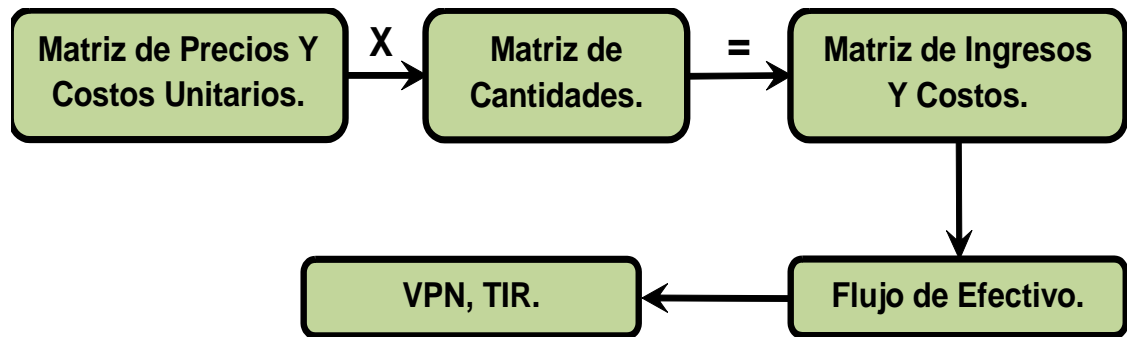 Matriz de Precios Y
Costos Unitarios.
X
Matriz de
Cantidades.
=
Matriz de Ingresos
Y Costos.
VPN, TIR.
Flujo de Efectivo.